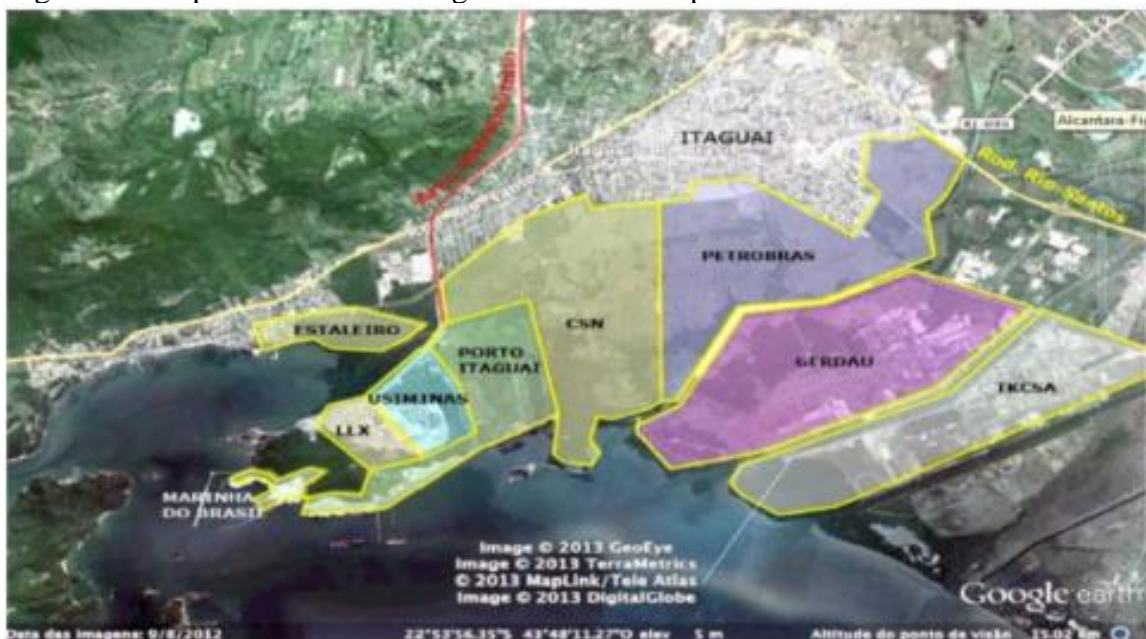 ITAGUAI
RJ-099
Rod. Rio-Santos
PETROBRAS
ESTALEIRO
CSN
PORTO
ITAGUAI
GERDAU
USIMINAS
TKCSA
LLX
MARINHA
DO BRASIL
Image © 2013 GeoEye
Image © 2013 TerraMetrics
© 2013 MapLink/Tele Atlas
Image © 2013 DigitalGlobe
Google earth
Data das imagens: 9/8/2012
22°53'56.35"S 43°48'11.27"O elev 5 m
Altitude do ponto de visão